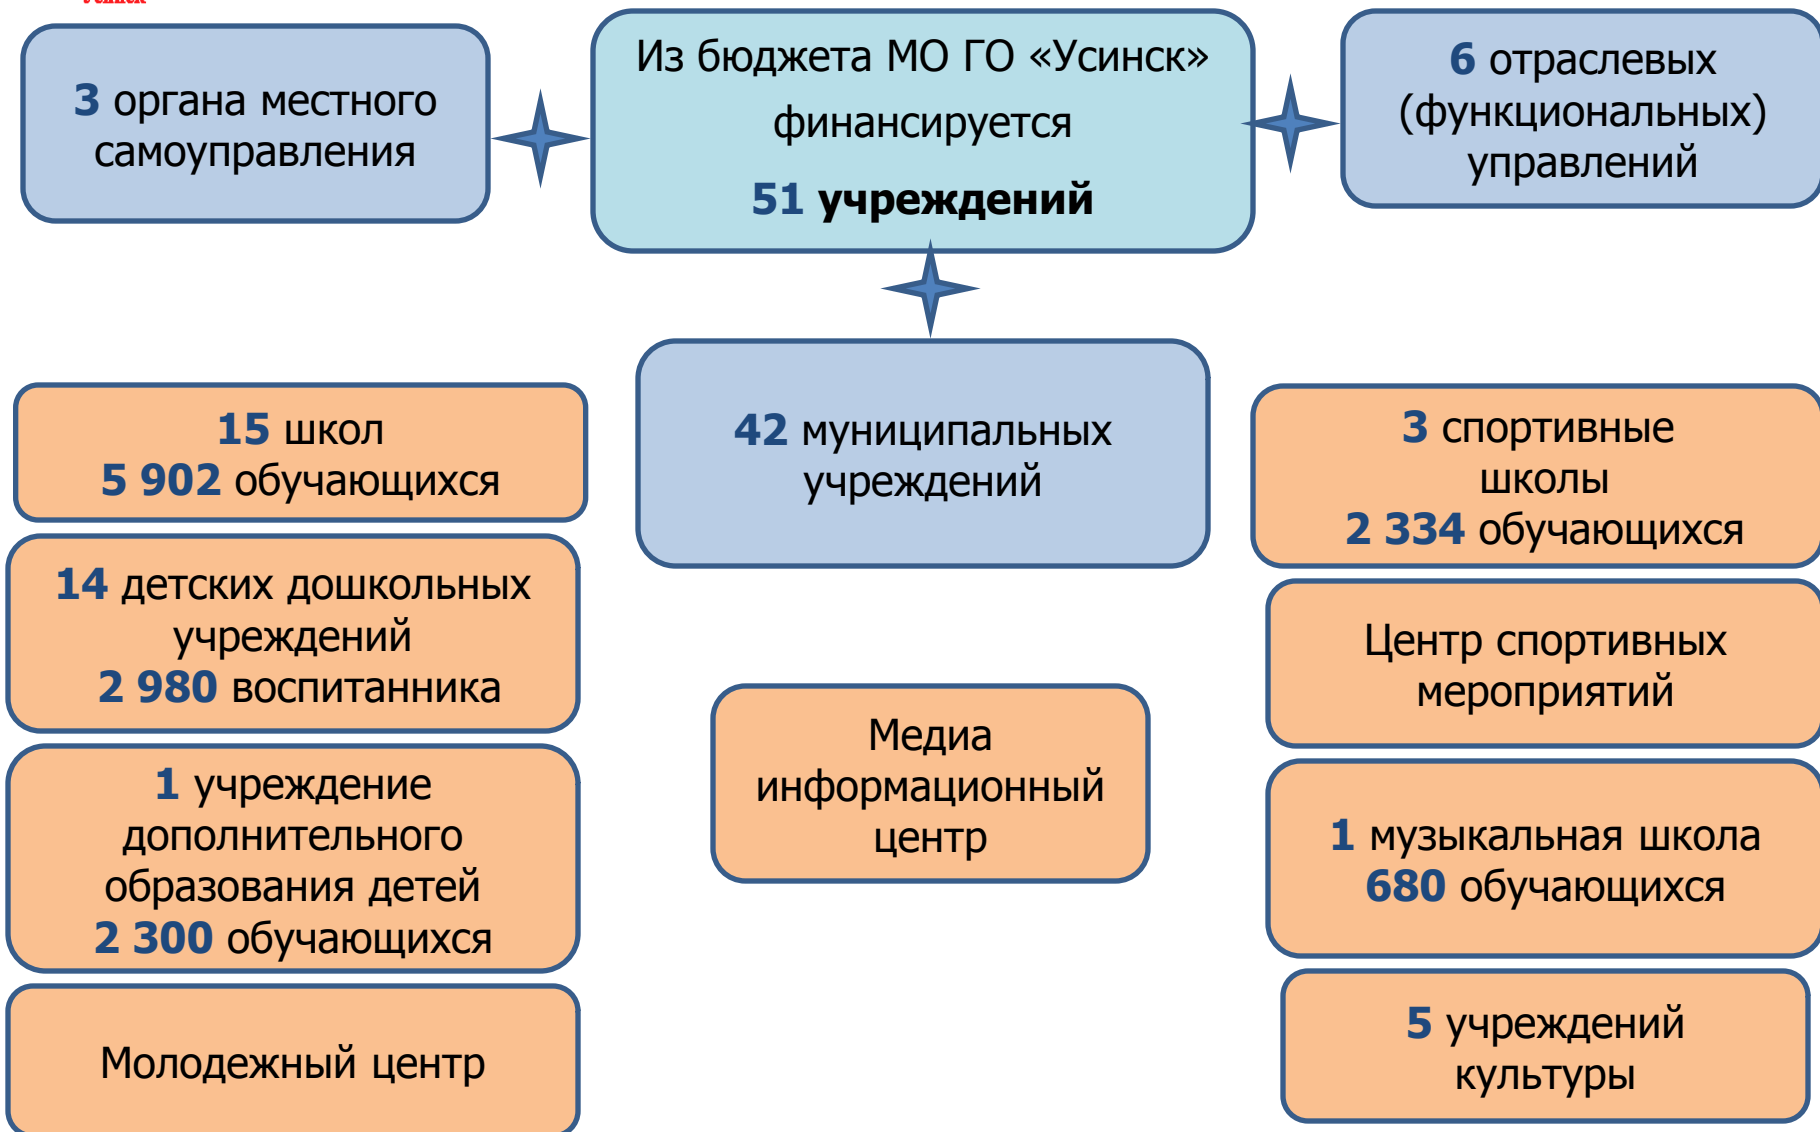 Усинск
3 органа местного
самоуправления
Из бюджета МО ГО «Усинск»
финансируется
51 учреждений
6 отраслевых
(функциональных)
управлений
42 муниципальных
учреждений
15 школ
5 902 обучающихся
14 детских дошкольных
учреждений
2 980 воспитанника
1 учреждение
дополнительного
образования детей
2 300 обучающихся
Молодежный центр
Медиа
информационный
центр
3 спортивные
школы
2 334 обучающихся
Центр спортивных
мероприятий
1 музыкальная школа
680 обучающихся
5 учреждений
культуры